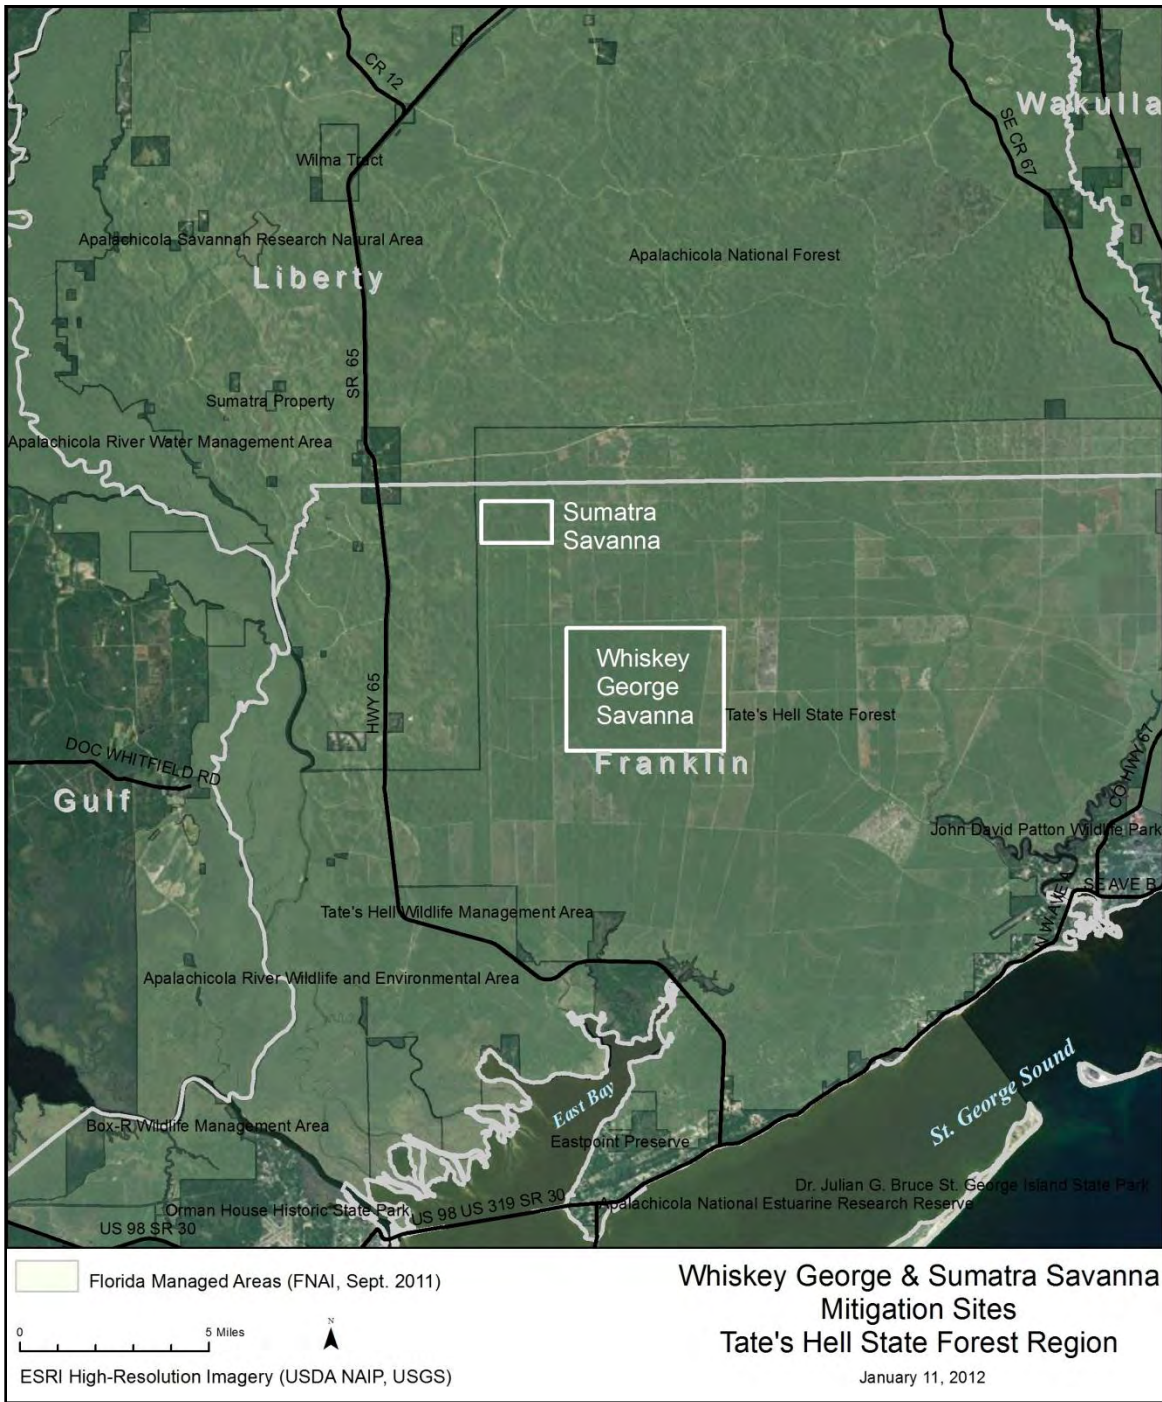 CR 12
Wakulla
SE CR 67
Wilma Tract
Apalachicola Savannah Research Natural Area
Apalachicola National Forest
Liberty
SR 65
Sumatra Property
Apalachicola River Water Management Area
Sumatra
Savanna
Whiskey
George
Savanna
HWY 65
Tate's Hell State Forest
DOC WHITFIELD RD
Franklin
CO HWY 67
Gulf
John David Patton Wildlife Park
SE AVE B
N W AVE A
Tate's Hell Wildlife Management Area
Apalachicola River Wildlife and Environmental Area
St. George Sound
East Bay
Box-R Wildlife Management Area
Eastpoint Preserve
Dr. Julian G. Bruce St. George Island State Park
Apalachicola National Estuarine Research Reserve
Orman House Historic State Park
US 98 US 319 SR 30
US 98 SR 30
Florida Managed Areas (FNAI, Sept. 2011)
0 5 Miles
N
ESRI High-Resolution Imagery (USDA NAIP, USGS)
Whiskey George & Sumatra Savanna
Mitigation Sites
Tate's Hell State Forest Region
January 11, 2012